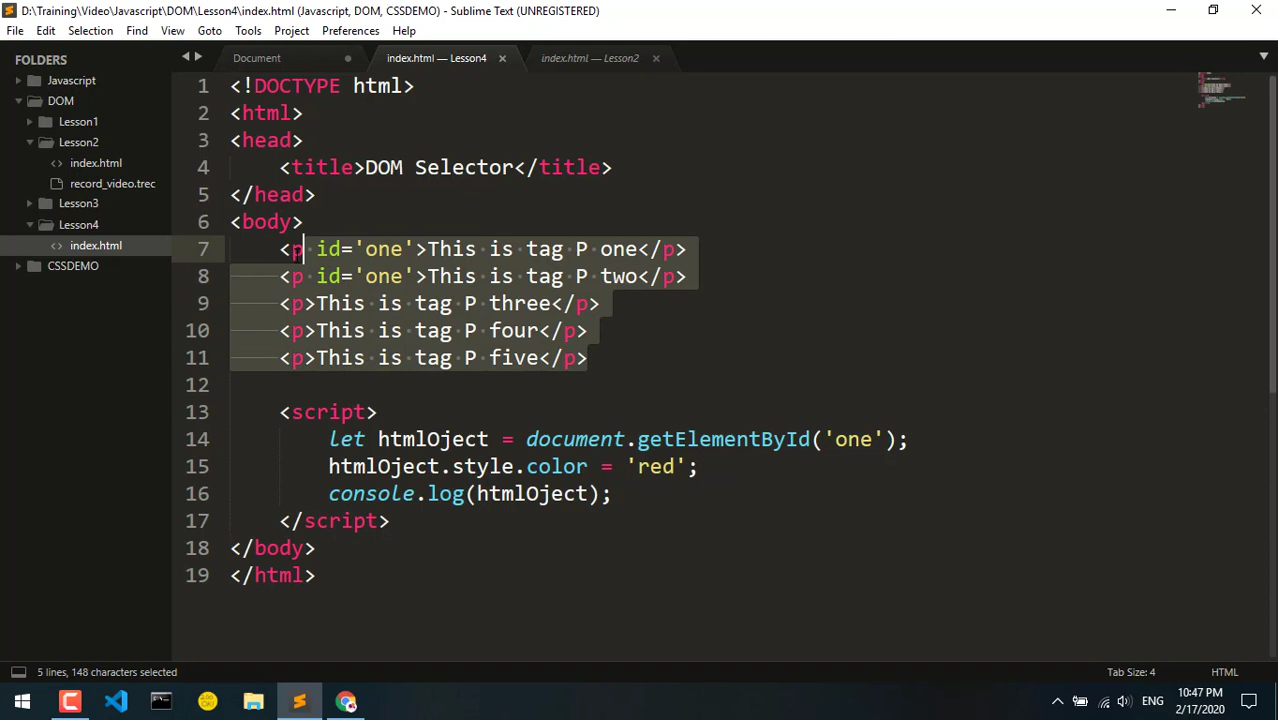 D:\Training\Video\Javascript\DOM\Lesson4\index.html (Javascript, DOM, CSSDEMO) - Sublime Text (UNREGISTERED)
File Edit Selection Find View Goto Tools Project Preferences Help
FOLDERS
Javascript
DOM
Lesson1
Lesson2
index.html
record_video.trec
Lesson3
Lesson4
index.html
CSSDEMO
Document
index.html — Lesson4
index.html — Lesson2
1 <!DOCTYPE html>
2 <html>
3 <head>
4 <title>DOM Selector</title>
5 </head>
6 <body>
7 <p id='one'>This is tag P one</p>
8 <p id='one'>This is tag P two</p>
9 <p>This is tag P three</p>
10 <p>This is tag P four</p>
11 <p>This is tag P five</p>
12
13 <script>
14 let htmlOject = document.getElementById('one');
15 htmlOject.style.color = 'red';
16 console.log(htmlOject);
17 </script>
18 </body>
19 </html>
5 lines, 148 characters selected
Tab Size: 4
HTML
ENG
10:47 PM
2/17/2020